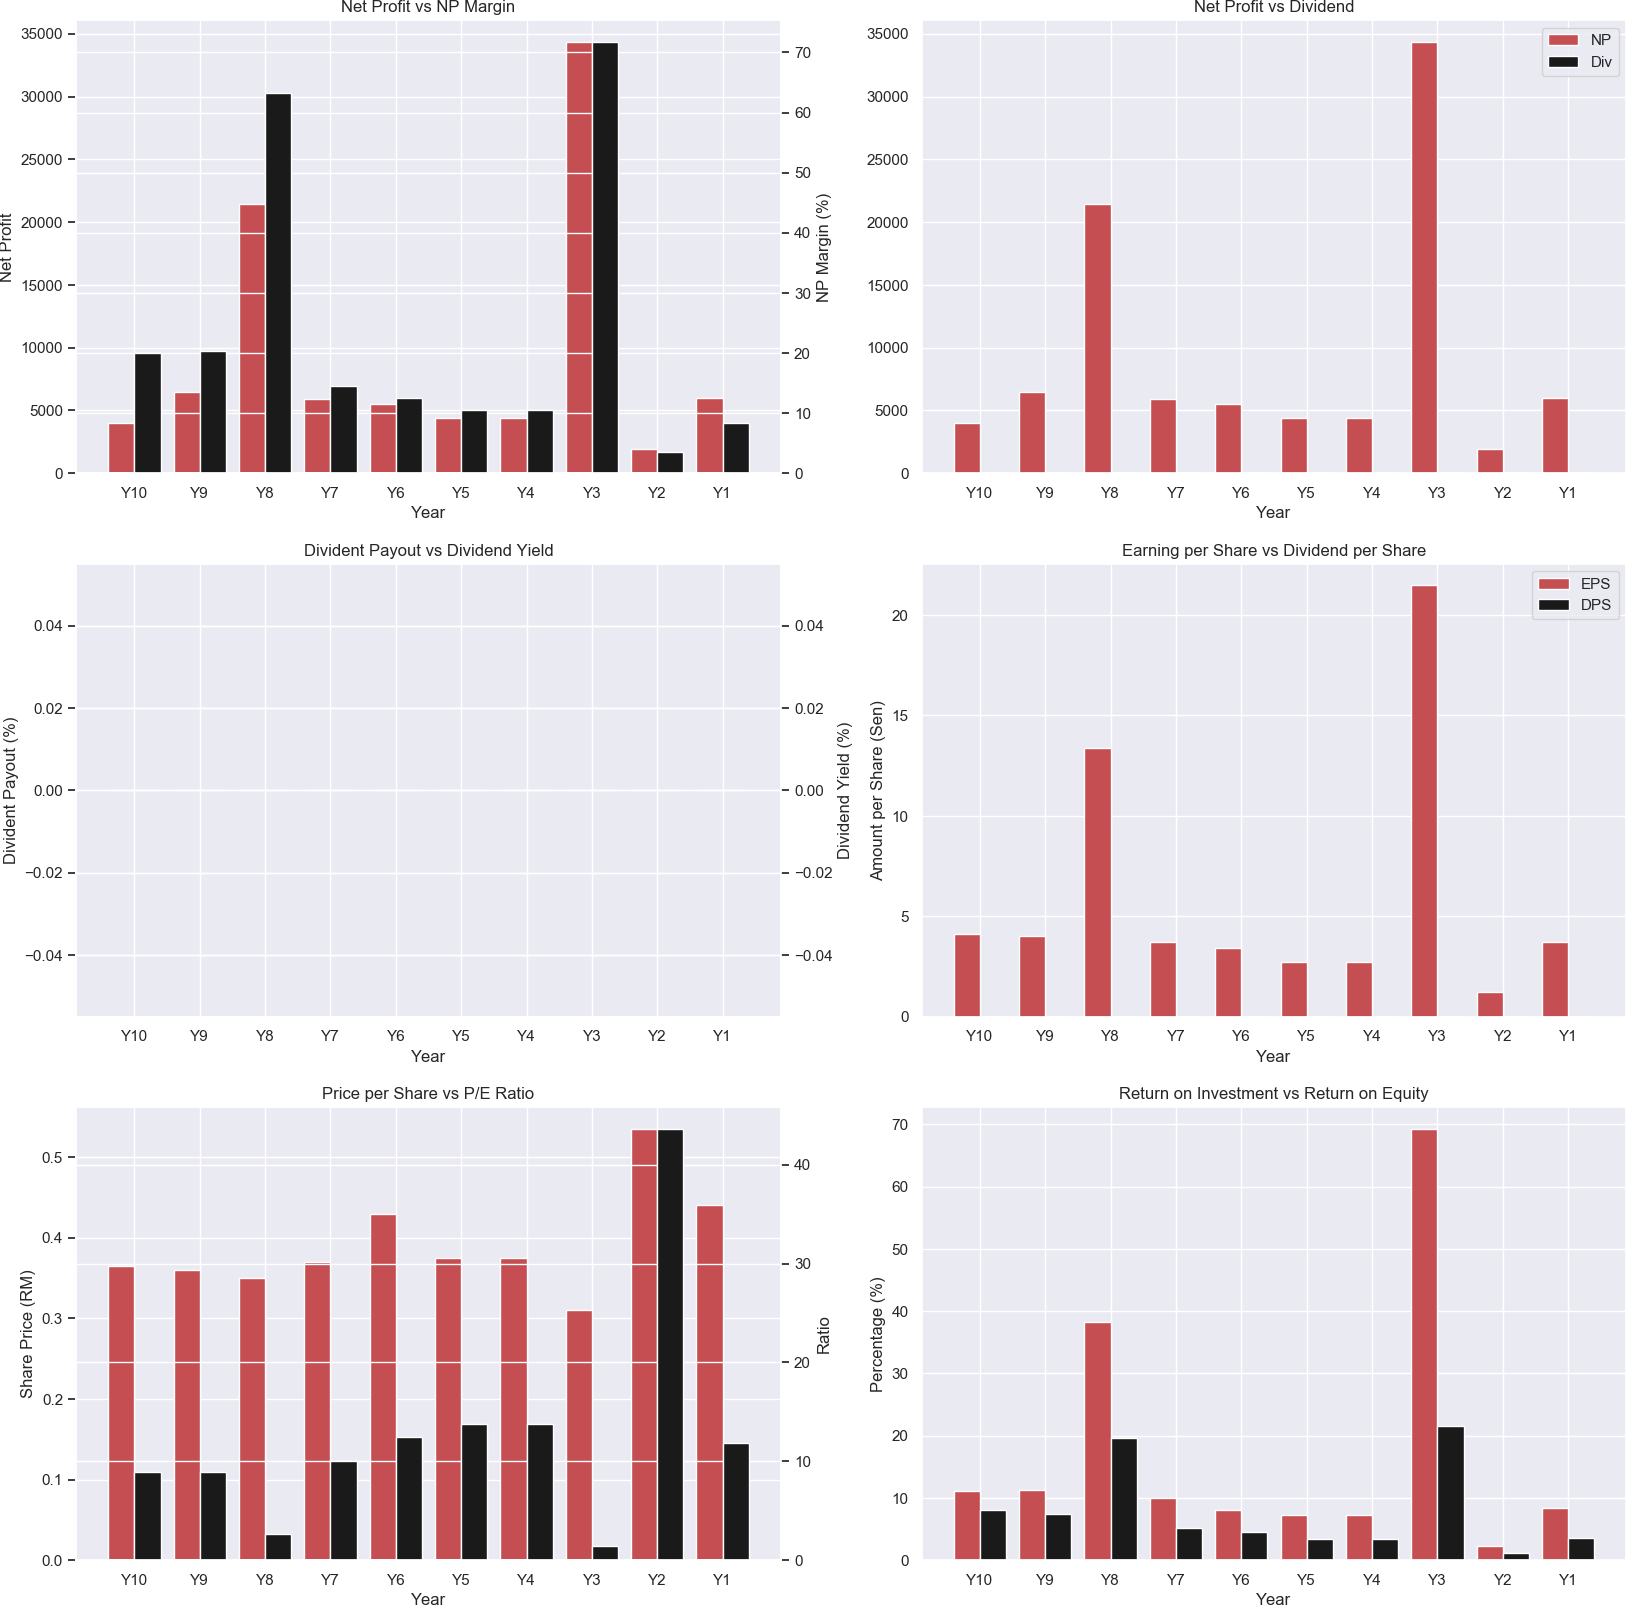 Net Profit vs NP Margin
35000
30000
25000
20000
15000
10000
5000
0
Net Profit
70
60
50
40
30
20
10
0
NP Margin (%)
Y10 Y9 Y8 Y7 Y6 Y5 Y4 Y3 Y2 Y1
Year
Net Profit vs Dividend
NP
Div
35000
30000
25000
20000
15000
10000
5000
0
Y10 Y9 Y8 Y7 Y6 Y5 Y4 Y3 Y2 Y1
Year
Divident Payout vs Dividend Yield
0.04
0.02
0.00
−0.02
−0.04
Divident Payout (%)
0.04
0.02
0.00
−0.02
−0.04
Dividend Yield (%)
Y10 Y9 Y8 Y7 Y6 Y5 Y4 Y3 Y2 Y1
Year
Earning per Share vs Dividend per Share
EPS
DPS
20
15
10
5
0
Amount per Share (Sen)
Y10 Y9 Y8 Y7 Y6 Y5 Y4 Y3 Y2 Y1
Year
Price per Share vs P/E Ratio
0.5
0.4
0.3
0.2
0.1
0.0
Share Price (RM)
40
30
20
10
0
Ratio
Y10 Y9 Y8 Y7 Y6 Y5 Y4 Y3 Y2 Y1
Year
Return on Investment vs Return on Equity
70
60
50
40
30
20
10
0
Percentage (%)
Y10 Y9 Y8 Y7 Y6 Y5 Y4 Y3 Y2 Y1
Year